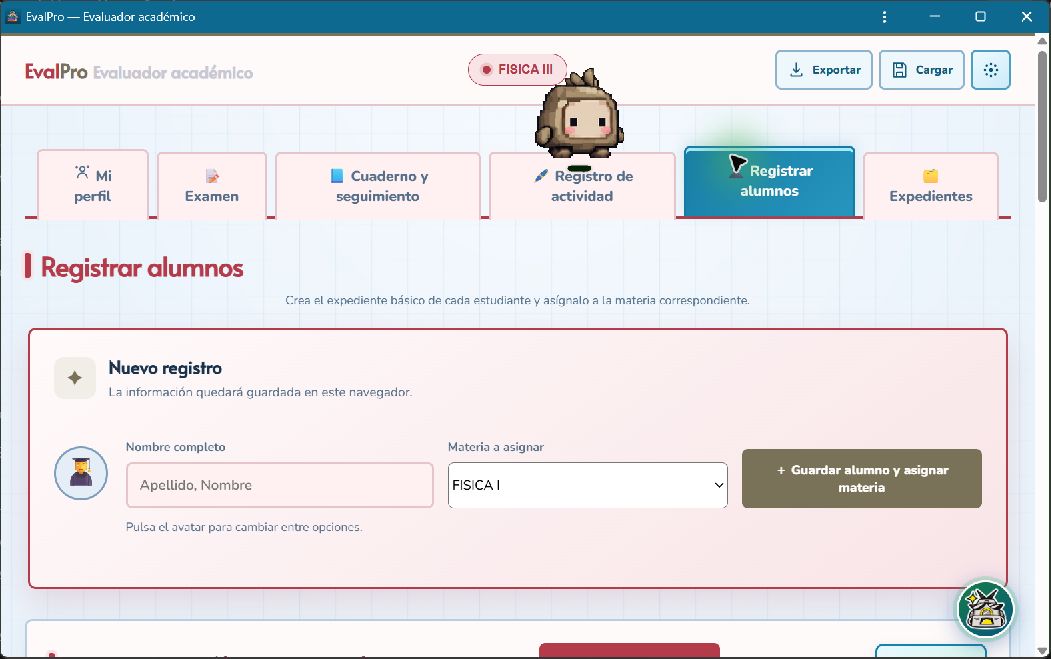 EvalPro — Evaluador académico
EvalPro Evaluador académico
FISICA III
Exportar
Cargar
Mi
perfil
Examen
Cuaderno y
seguimiento
Registro de
actividad
Registrar
alumnos
Expedientes
Registrar alumnos
Crea el expediente básico de cada estudiante y asígnalo a la materia correspondiente.
Nuevo registro
La información quedará guardada en este navegador.
Nombre completo
Materia a asignar
Apellido, Nombre
FISICA I
+ Guardar alumno y asignar
materia
Pulsa el avatar para cambiar entre opciones.